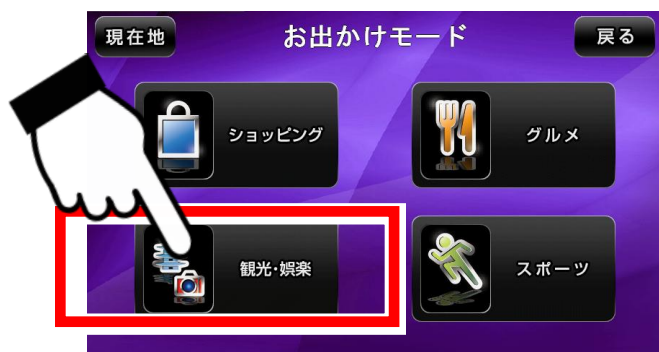 現在地
お出かけモード
戻る
ショッピング
グルメ
観光・娯楽
スポーツ